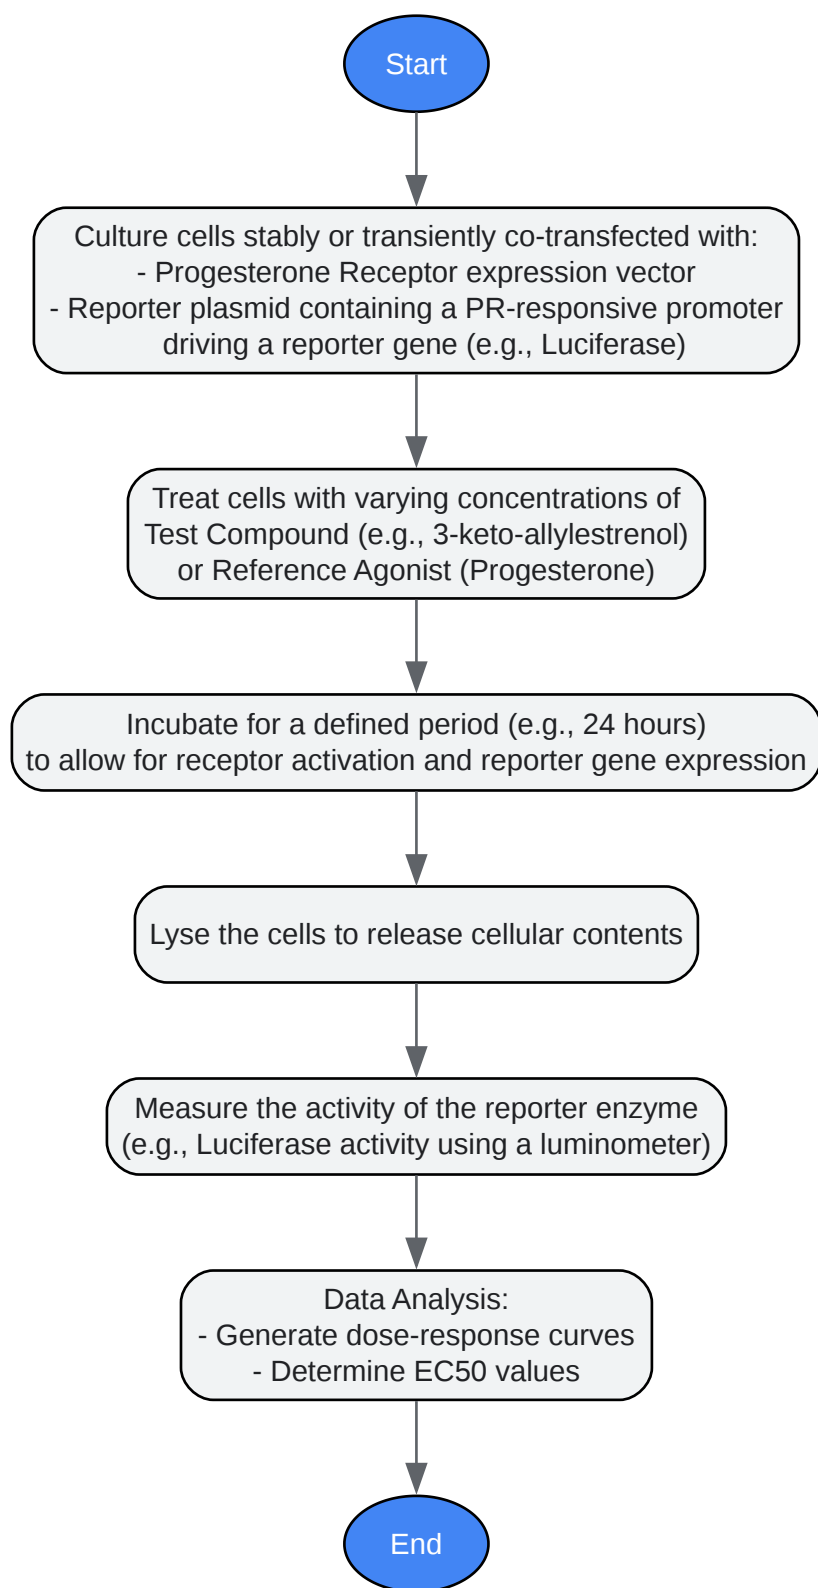 Start
Culture cells stably or transiently co-transfected with:
- Progesterone Receptor expression vector
- Reporter plasmid containing a PR-responsive promoter
driving a reporter gene (e.g., Luciferase)
Treat cells with varying concentrations of
Test Compound (e.g., 3-keto-allylestrenol)
or Reference Agonist (Progesterone)
Incubate for a defined period (e.g., 24 hours)
to allow for receptor activation and reporter gene expression
Lyse the cells to release cellular contents
Measure the activity of the reporter enzyme
(e.g., Luciferase activity using a luminometer)
Data Analysis:
- Generate dose-response curves
- Determine EC50 values
End